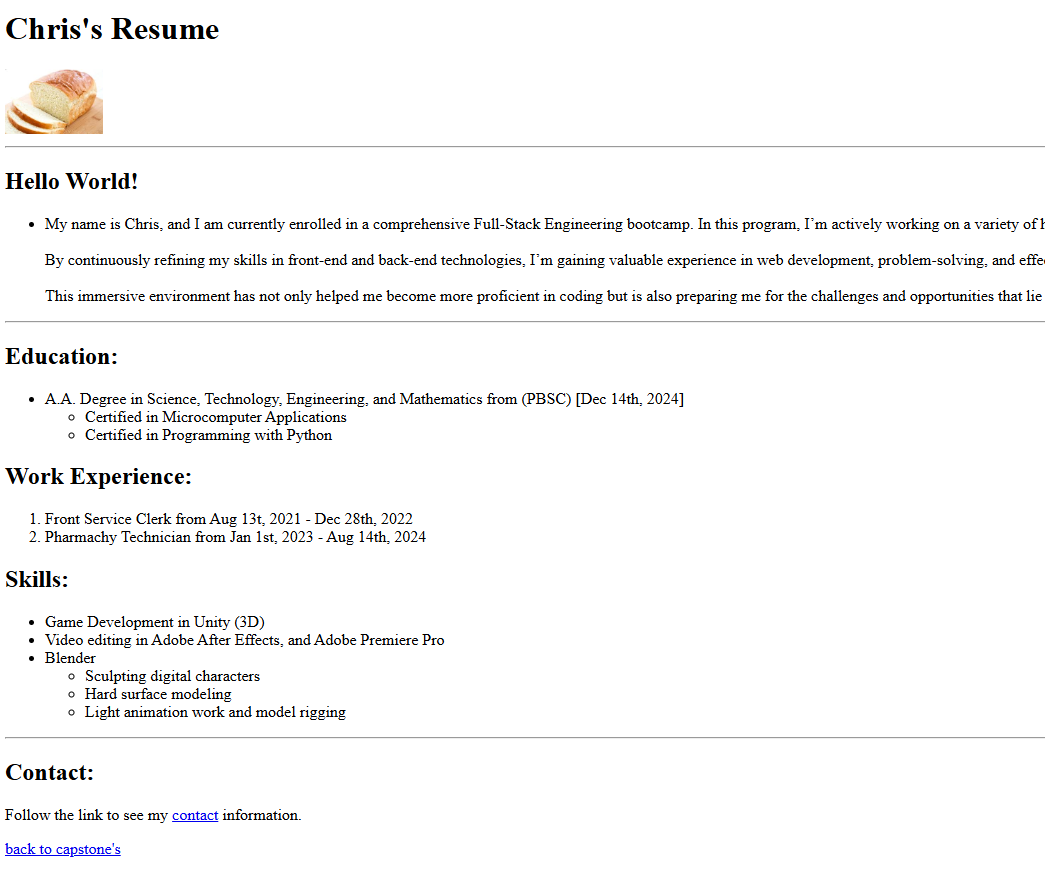 Chris's Resume
Hello World!
My name is Chris, and I am currently enrolled in a comprehensive Full-Stack Engineering bootcamp. In this program, I’m actively working on a variety of
By continuously refining my skills in front-end and back-end technologies, I’m gaining valuable experience in web development, problem-solving, and
This immersive environment has not only helped me become more proficient in coding but is also preparing me for the challenges and opportunities that lie
Education:
A.A. Degree in Science, Technology, Engineering, and Mathematics from (PBSC) [Dec 14th, 2024]
Certified in Microcomputer Applications
Certified in Programming with Python
Work Experience:
1. Front Service Clerk from Aug 13t, 2021 - Dec 28th, 2022
2. Pharmachy Technician from Jan 1st, 2023 - Aug 14th, 2024
Skills:
Game Development in Unity (3D)
Video editing in Adobe After Effects, and Adobe Premiere Pro
Blender
Sculpting digital characters
Hard surface modeling
Light animation work and model rigging
Contact:
Follow the link to see my contact information.
back to capstone's